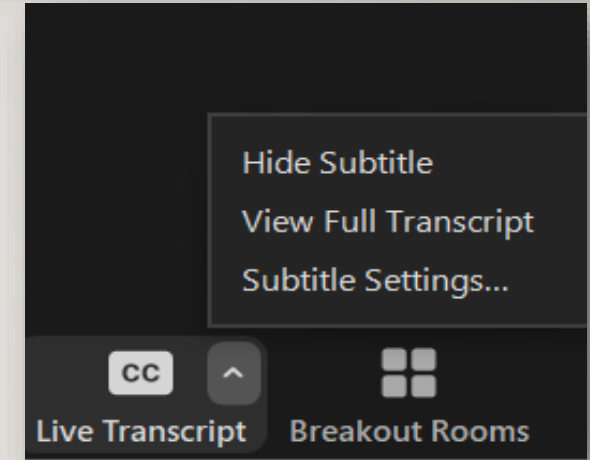 Hide Subtitle
View Full Transcript
Subtitle Settings...
CC
Live Transcript
Breakout Rooms